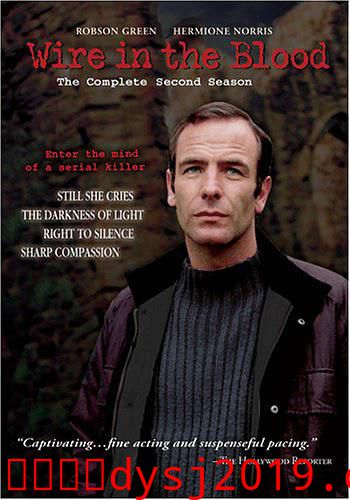 ROBSON GREEN HERMIONE NORRIS
Wire in the Blood
The Complete Second Season
Enter the mind
of a serial killer
STILL SHE CRIES
THE DARKNESS OF LIGHT
RIGHT TO SILENCE
SHARP COMPASSION
“Captivating…fine acting and suspenseful pacing.”
–THE HOLLYWOOD REPORTER
dysj2019.